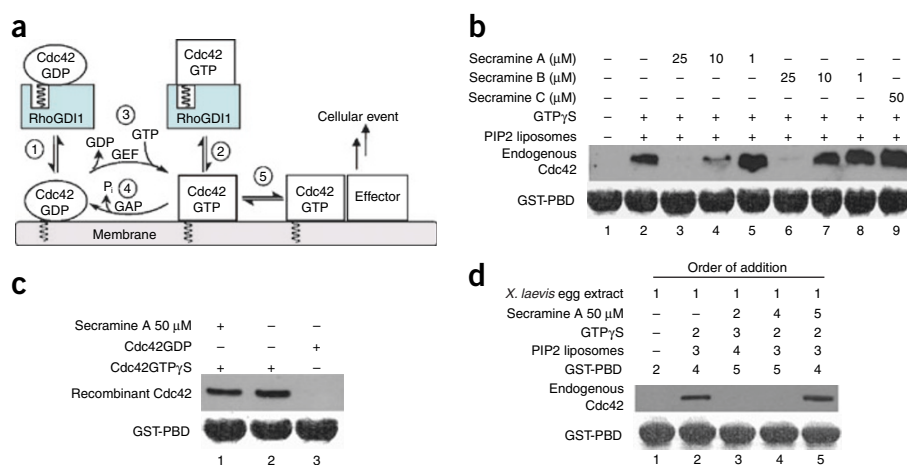 a
Cdc42
GDP
RhoGDI1
Cdc42
GTP
RhoGDI1
1
GDP
3
GTP
GEF
2
Cellular event
Cdc42
GDP
Pi
4
GAP
Cdc42
GTP
5
Cdc42
GTP
Effector
Membrane
b
Secramine A (μM) – – 25 10 1 – – – –
Secramine B (μM) – – – – – 25 10 1 –
Secramine C (μM) – – – – – – – – 50
GTPγS – + + + + + + + +
PIP2 liposomes – + + + + + + + +
Endogenous
Cdc42
GST-PBD
1 2 3 4 5 6 7 8 9
c
Secramine A 50 μM + – –
Cdc42GDP – – +
Cdc42GTPγS + + –
Recombinant Cdc42
GST-PBD
1 2 3
d
Order of addition
X. laevis egg extract 1 1 1 1 1
Secramine A 50 μM – – 2 4 5
GTPγS – 2 3 2 2
PIP2 liposomes – 3 4 3 3
GST-PBD 2 4 5 5 4
Endogenous
Cdc42
GST-PBD
1 2 3 4 5